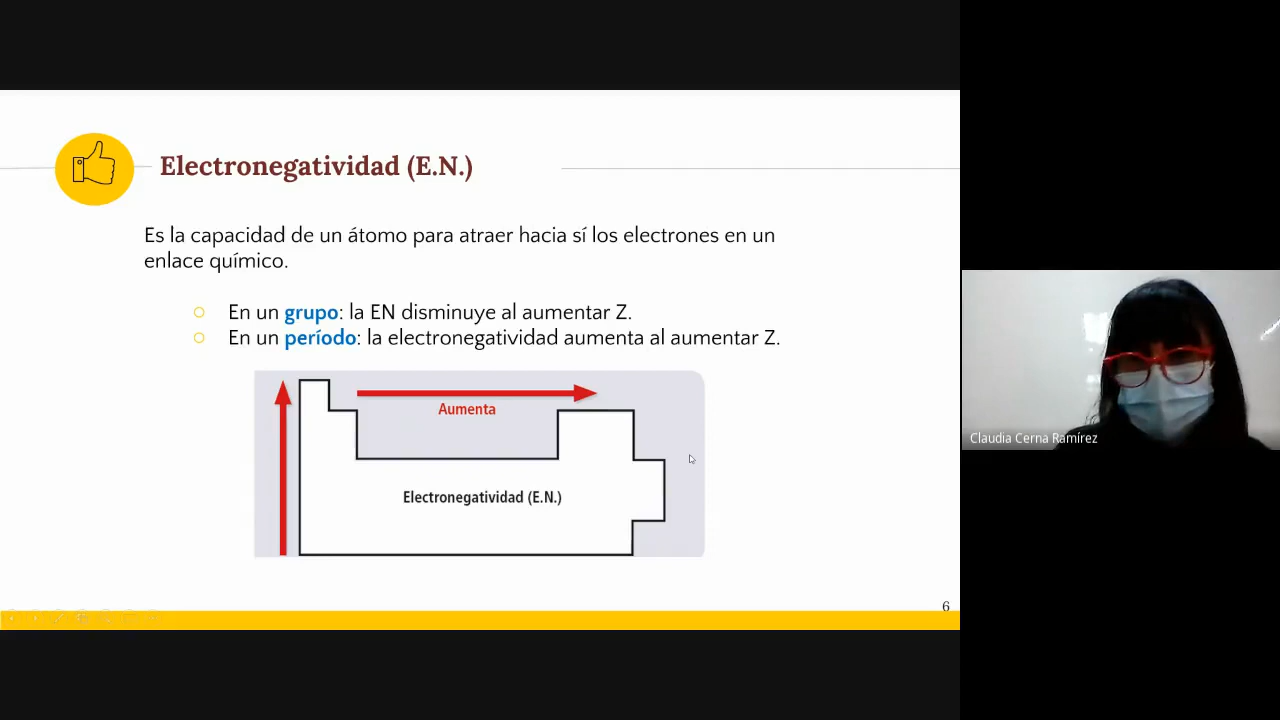 Electronegatividad (E.N.)
Es la capacidad de un átomo para atraer hacia sí los electrones en un
enlace químico.
En un grupo: la EN disminuye al aumentar Z.
En un período: la electronegatividad aumenta al aumentar Z.
Aumenta
Electronegatividad (E.N.)
6
Claudia Cerna Ramírez